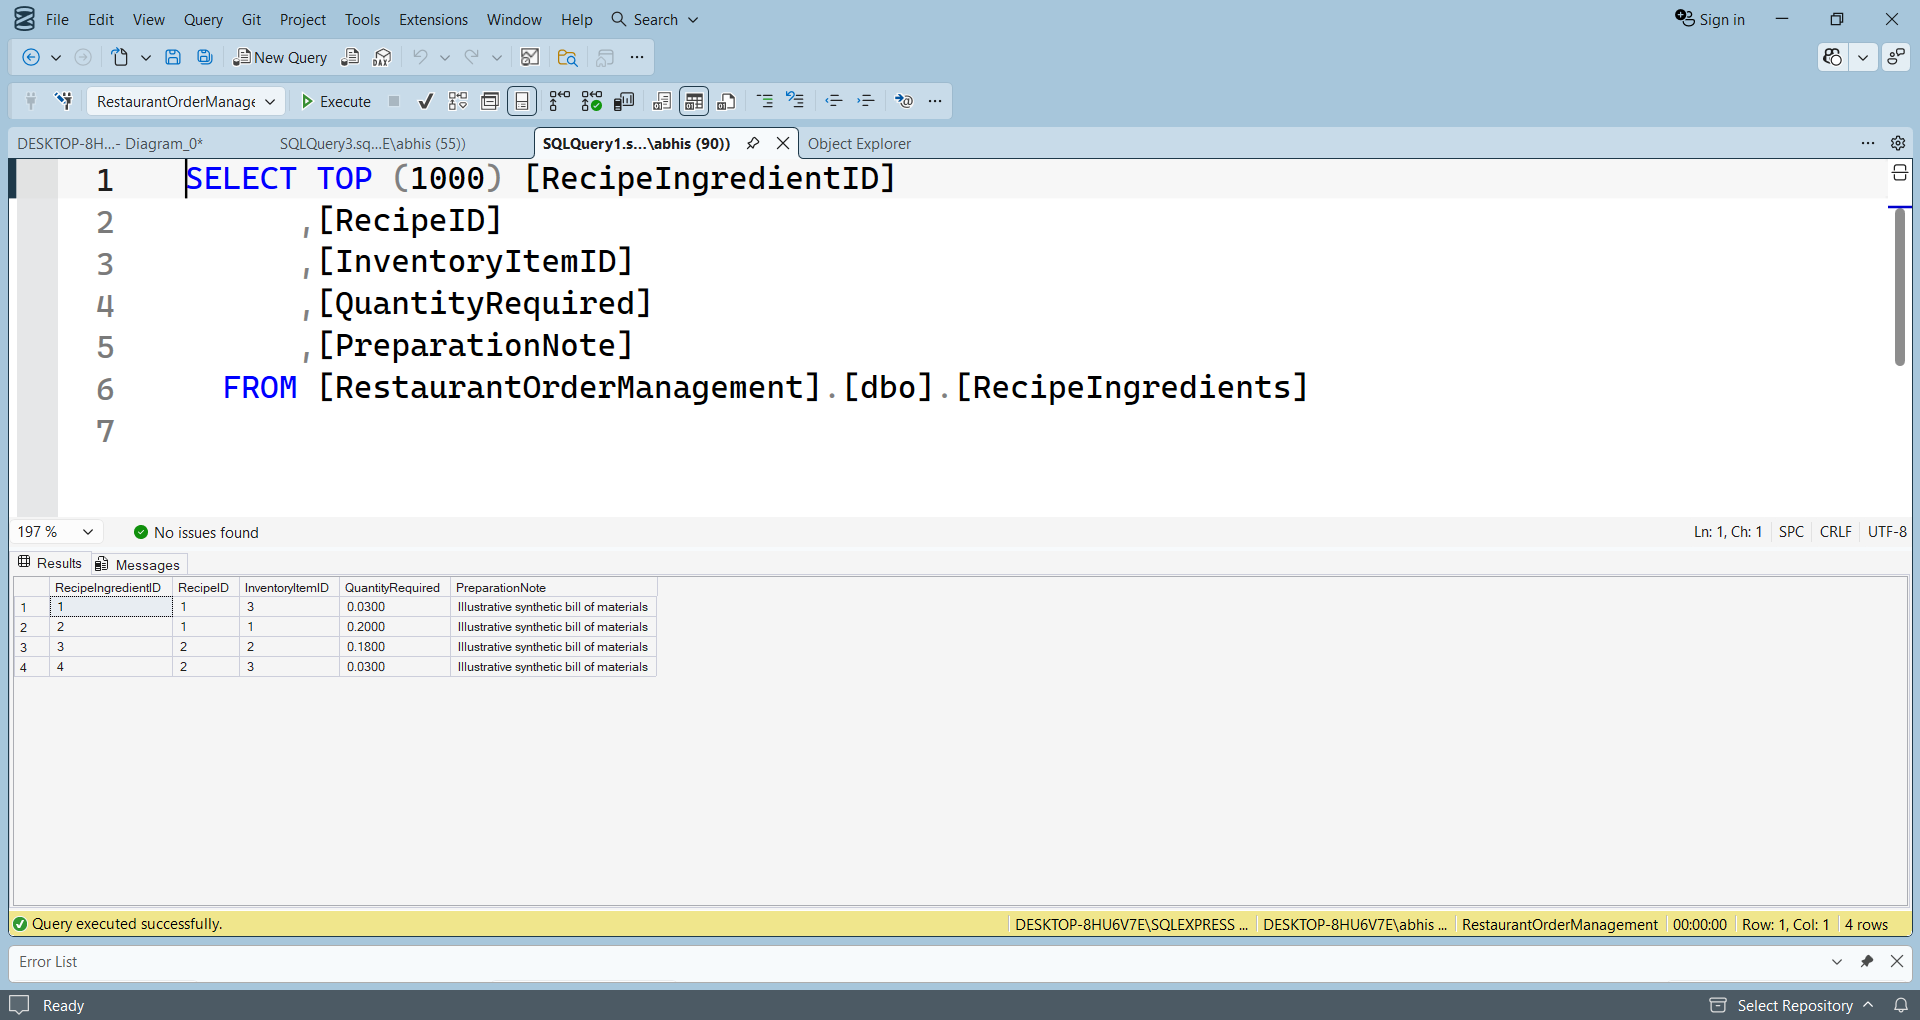 File Edit View Query Git Project Tools Extensions Window Help Search Sign in
New Query
RestaurantOrderManage Execute
DESKTOP-8H...- Diagram_0* SQLQuery3.sq...E\abhis (55)) SQLQuery1.s...\abhis (90)) Object Explorer
1 SELECT TOP (1000) [RecipeIngredientID]
2 ,[RecipeID]
3 ,[InventoryItemID]
4 ,[QuantityRequired]
5 ,[PreparationNote]
6 FROM [RestaurantOrderManagement].[dbo].[RecipeIngredients]
7
197 % No issues found Ln: 1, Ch: 1 SPC CRLF UTF-8
Results Messages
RecipeIngredientID RecipeID InventoryItemID QuantityRequired PreparationNote
1 1 1 3 0.0300 Illustrative synthetic bill of materials
2 2 1 1 0.2000 Illustrative synthetic bill of materials
3 3 2 2 0.1800 Illustrative synthetic bill of materials
4 4 2 3 0.0300 Illustrative synthetic bill of materials
Query executed successfully. DESKTOP-8HU6V7E\SQLEXPRESS ... DESKTOP-8HU6V7E\abhis ... RestaurantOrderManagement 00:00:00 Row: 1, Col: 1 4 rows
Error List
Ready Select Repository